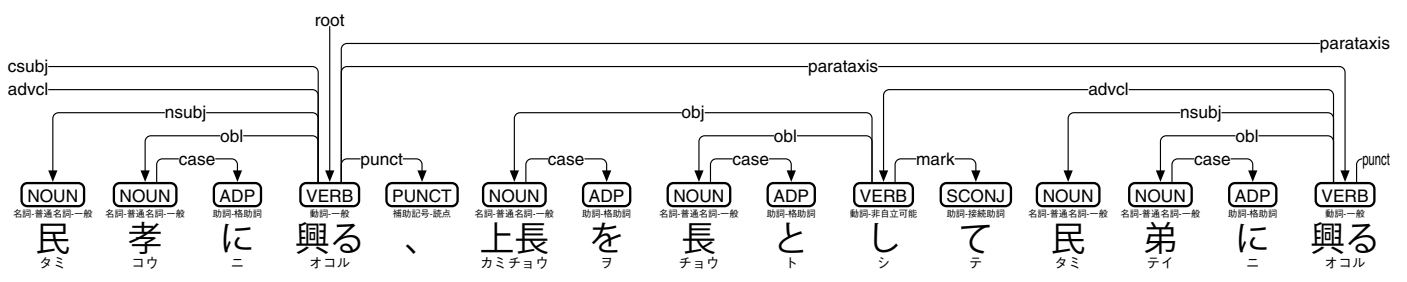 root
parataxis
csubj parataxis
advcl advcl
nsubj obj nsubj
obl obl obl
case punct case case mark case punct
NOUN NOUN ADP VERB PUNCT NOUN ADP NOUN ADP VERB SCONJ NOUN NOUN ADP VERB
名詞-普通名詞-一般 名詞-普通名詞-一般 助詞-格助詞 動詞-一般 補助記号-読点 名詞-普通名詞-一般 助詞-格助詞 名詞-普通名詞-一般 助詞-格助詞 動詞-非自立可能 助詞-接続助詞 名詞-普通名詞-一般 名詞-普通名詞-一般 助詞-格助詞 動詞-一般
民 孝 に 興る 、 上長 を 長 と し て 民 弟 に 興る
タミ コウ ニ オコル カミチョウ ヲ チョウ ト シ テ タミ テイ ニ オコル